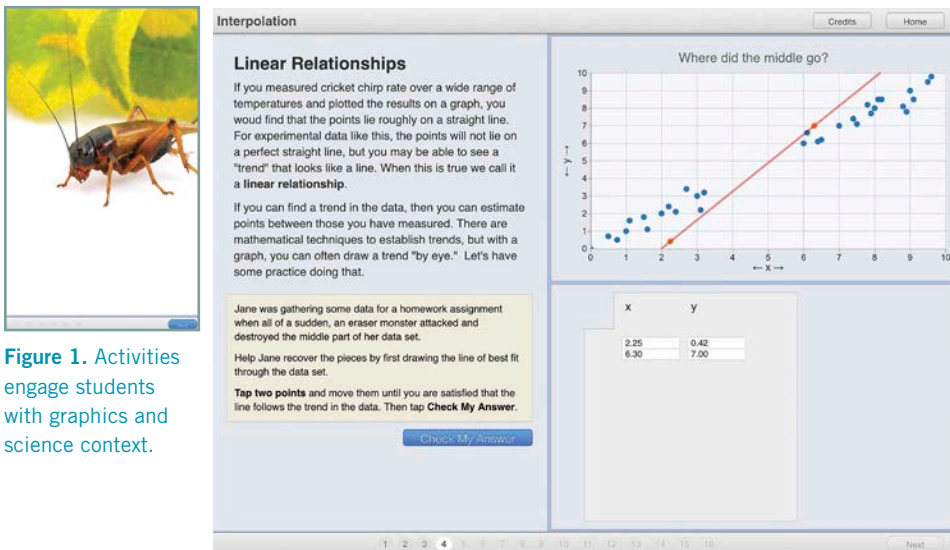 Interpolation
Credits
Home
Linear Relationships
If you measured cricket chirp rate over a wide range of
temperatures and plotted the results on a graph, you
woud find that the points lie roughly on a straight line.
For experimental data like this, the points will not lie on
a perfect straight line, but you may be able to see a
"trend" that looks like a line. When this is true we call it
a linear relationship.
If you can find a trend in the data, then you can estimate
points between those you have measured. There are
mathematical techniques to establish trends, but with a
graph, you can often draw a trend "by eye." Let's have
some practice doing that.
Jane was gathering some data for a homework assignment
when all of a sudden, an eraser monster attacked and
destroyed the middle part of her data set.
Help Jane recover the pieces by first drawing the line of best fit
through the data set.
Tap two points and move them until you are satisfied that the
line follows the trend in the data. Then tap Check My Answer.
Check My Answer
Where did the middle go?
10
9
8
7
6
5
4
3
2
1
0
← y →
0 1 2 3 4 5 6 7 8 9 10
← x →
x y
2.25 0.42
6.30 7.00
1 2 3 4 5 6 7 8 9 10 11 12 13 14 15 16
Next
Figure 1. Activities
engage students
with graphics and
science context.